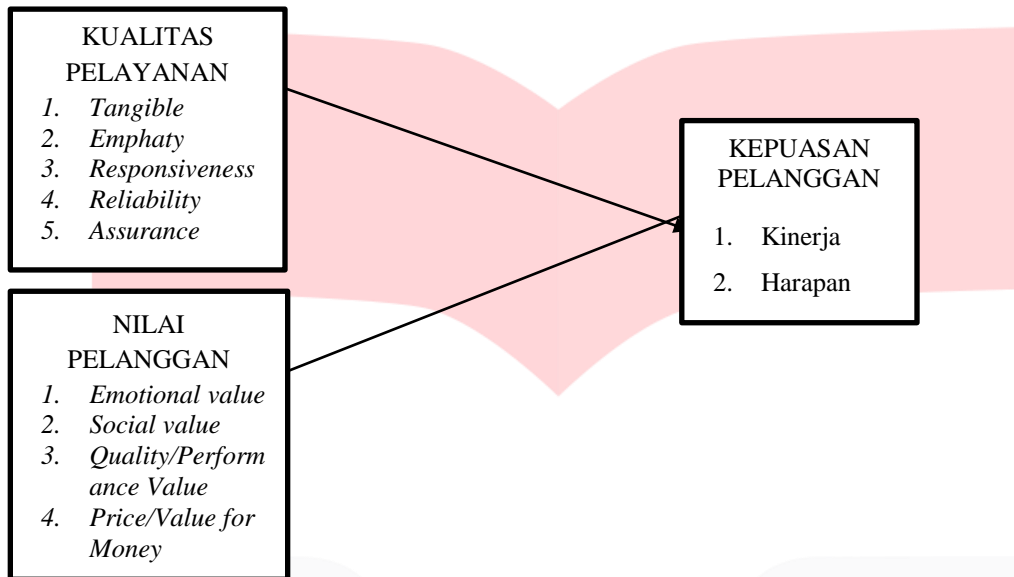 KUALITAS
PELAYANAN
1. Tangible
2. Emphaty
3. Responsiveness
4. Reliability
5. Assurance
NILAI
PELANGGAN
1. Emotional value
2. Social value
3. Quality/Perform
ance Value
4. Price/Value for
Money
KEPUASAN
PELANGGAN
1. Kinerja
2. Harapan